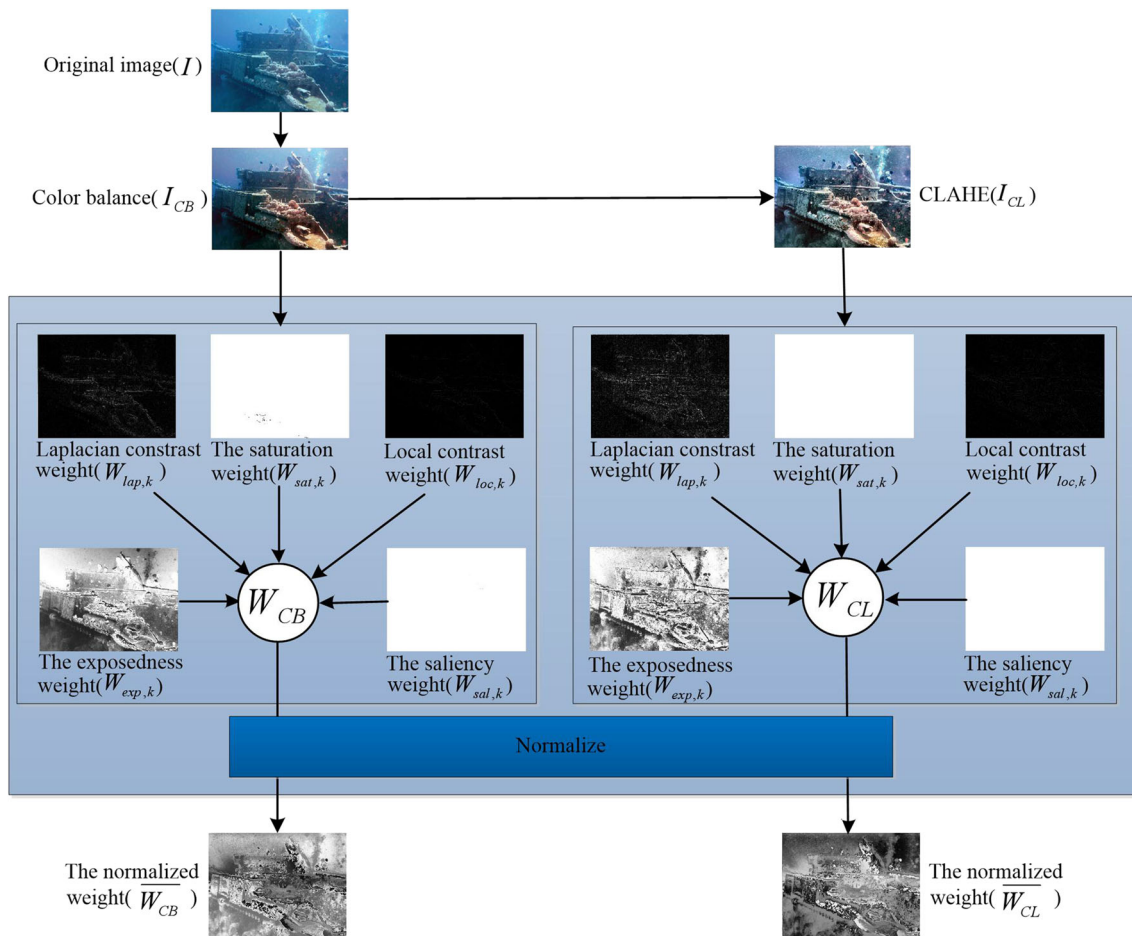 Original image(I)
Color balance( I_CB )
CLAHE(I_CL )
Laplacian constrast
weight( W_lap,k )
The saturation
weight(W_sat,k )
Local contrast
weight( W_loc,k )
Laplacian constrast
weight( W_lap,k )
The saturation
weight(W_sat,k )
Local contrast
weight( W_loc,k )
W_CB
W_CL
The exposedness
weight(W_exp,k )
The saliency
weight(W_sal,k )
The exposedness
weight(W_exp,k )
The saliency
weight(W_sal,k )
Normalize
The normalized
weight( W̅_CB )
The normalized
weight( W̅_CL )